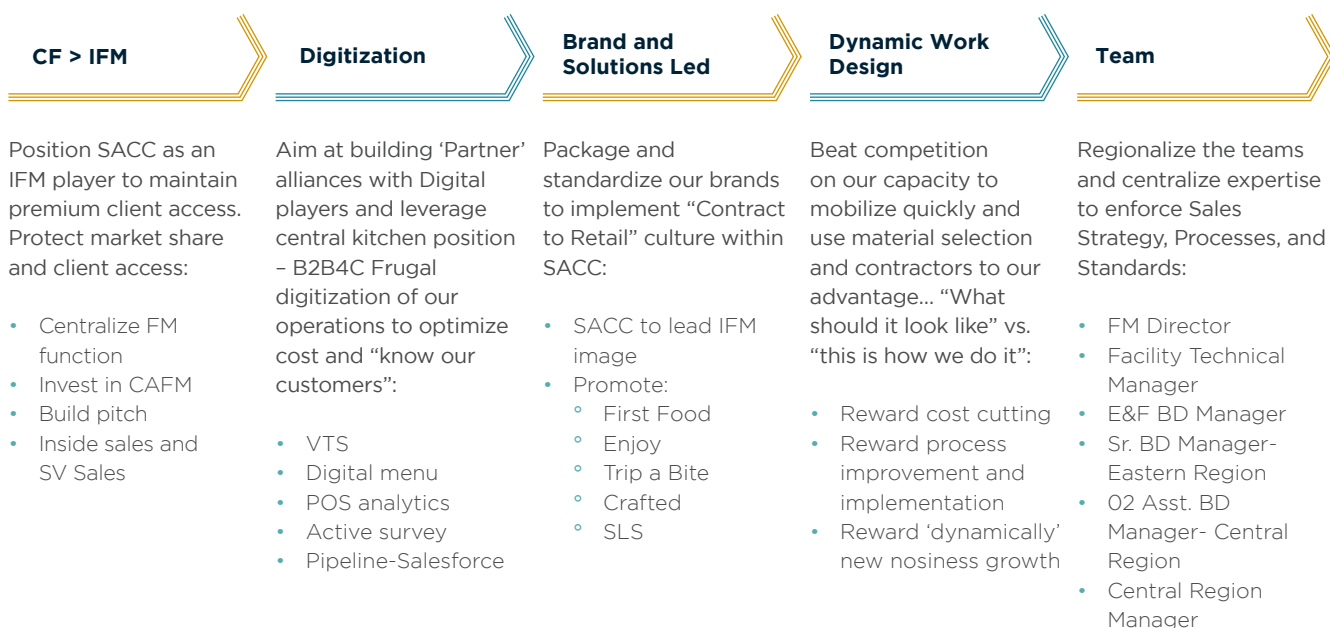 CF > IFM
Position SACC as an
IFM player to maintain
premium client access.
Protect market share
and client access:
• Centralize FM
function
• Invest in CAFM
• Build pitch
• Inside sales and
SV Sales
Digitization
Aim at building ‘Partner’
alliances with Digital
players and leverage
central kitchen position
– B2B4C Frugal
digitization of our
operations to optimize
cost and “know our
customers”:
• VTS
• Digital menu
• POS analytics
• Active survey
• Pipeline-Salesforce
Brand and
Solutions Led
Package and
standardize our brands
to implement “Contract
to Retail” culture within
SACC:
• SACC to lead IFM
image
• Promote:
° First Food
° Enjoy
° Trip a Bite
° Crafted
° SLS
Dynamic Work
Design
Beat competition
on our capacity to
mobilize quickly and
use material selection
and contractors to our
advantage... “What
should it look like” vs.
“this is how we do it”:
• Reward cost cutting
• Reward process
improvement and
implementation
• Reward ‘dynamically’
new nosiness growth
Team
Regionalize the teams
and centralize expertise
to enforce Sales
Strategy, Processes, and
Standards:
• FM Director
• Facility Technical
Manager
• E&F BD Manager
• Sr. BD Manager-
Eastern Region
• 02 Asst. BD
Manager- Central
Region
• Central Region
Manager